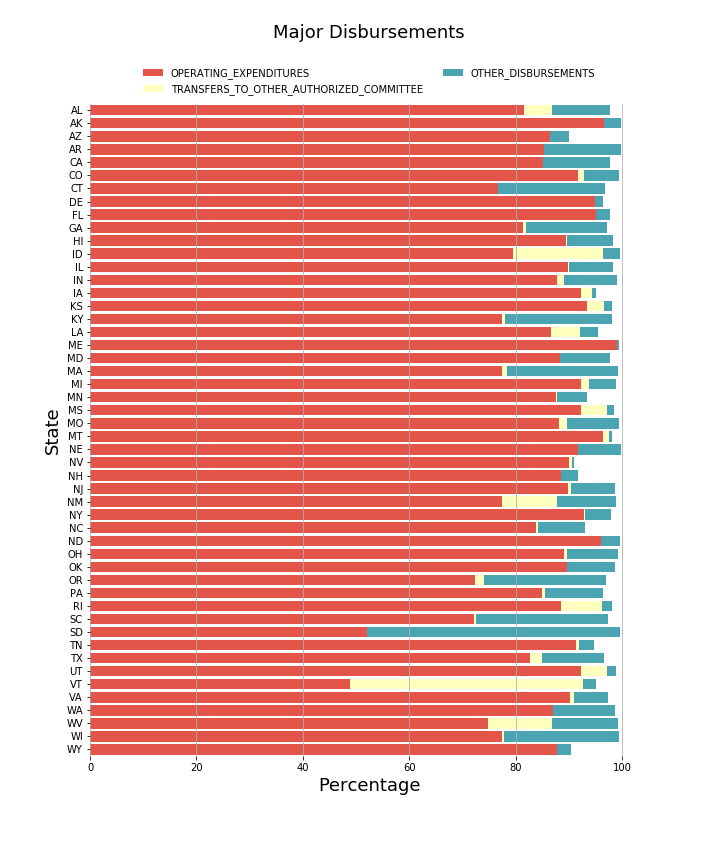 Major Disbursements
OPERATING_EXPENDITURES
OTHER_DISBURSEMENTS
TRANSFERS_TO_OTHER_AUTHORIZED_COMMITTEE
AL
AK
AZ
AR
CA
CO
CT
DE
FL
GA
HI
ID
IL
IN
IA
KS
KY
LA
ME
MD
MA
MI
MN
MS
MO
MT
NE
NV
NH
NJ
NM
NY
NC
ND
OH
OK
OR
PA
RI
SC
SD
TN
TX
UT
VT
VA
WA
WV
WI
WY
State
0 20 40 60 80 100
Percentage